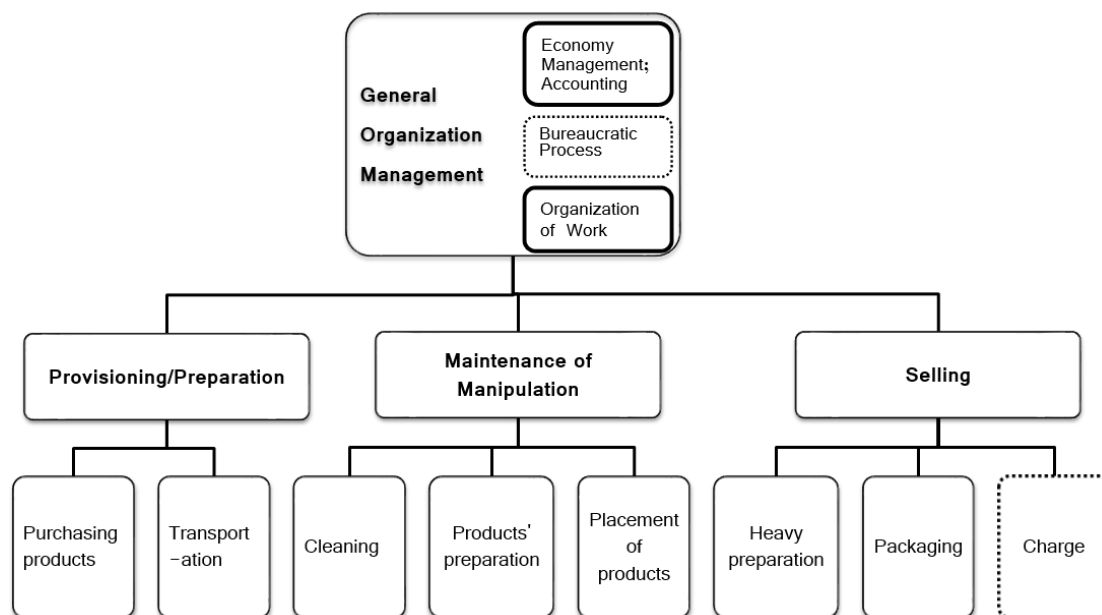 General
Organization
Management
Economy
Management;
Accounting
Bureaucratic
Process
Organization
of Work
Provisioning/Preparation
Maintenance of
Manipulation
Selling
Purchasing
products
Transport
-ation
Cleaning
Products'
preparation
Placement
of
products
Heavy
preparation
Packaging
Charge